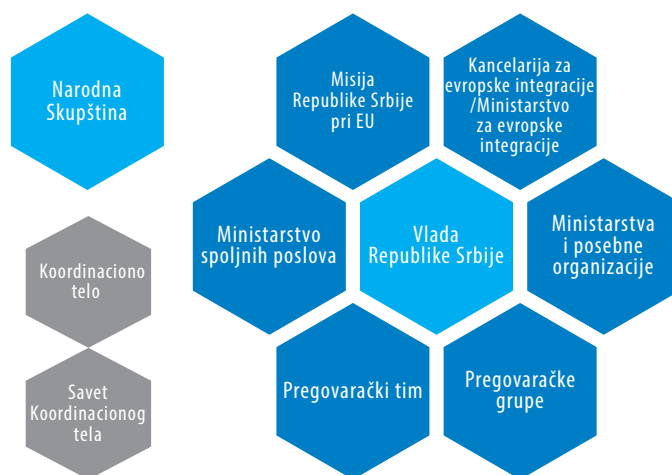 Narodna
Skupština
Misija
Republike Srbije
pri EU
Kancelarija za
evropske integracije
/Ministarstvo
za evropske
integracije
Ministarstvo
spoljnih poslova
Vlada
Republike Srbije
Ministarstva
i posebne
organizacije
Koordinaciono
telo
Savet
Koordinacionog
tela
Pregovarački tim
Pregovaračke
grupe